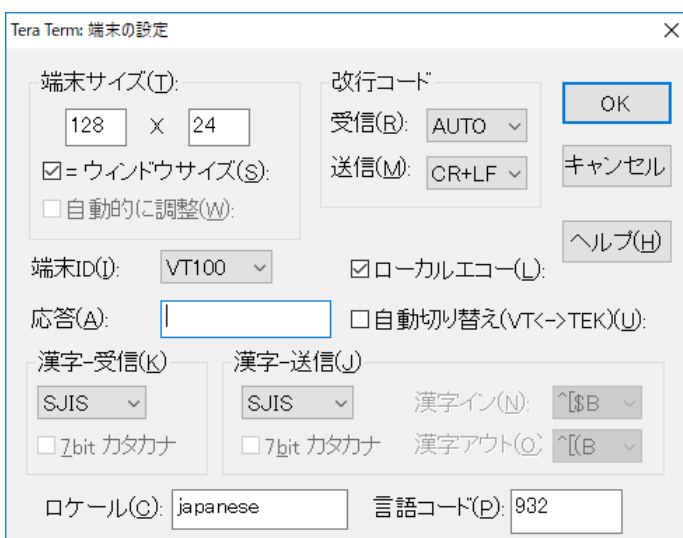 Tera Term: 端末の設定
端末サイズ(T):
128 X 24
=ウィンドウサイズ(S):
自動的に調整(W):
改行コード
受信(R): AUTO
送信(M): CR+LF
OK
キャンセル
ヘルプ(H)
端末ID(I): VT100
ローカルエコー(L):
応答(A):
自動切り替え(VT<->TEK)(U):
漢字-受信(K)
SJIS
7bit カタカナ
漢字-送信(J)
SJIS
7bit カタカナ
漢字イン(N): ^[$B
漢字アウト(O) ^[(B
ロケール(C): japanese
言語コード(P): 932